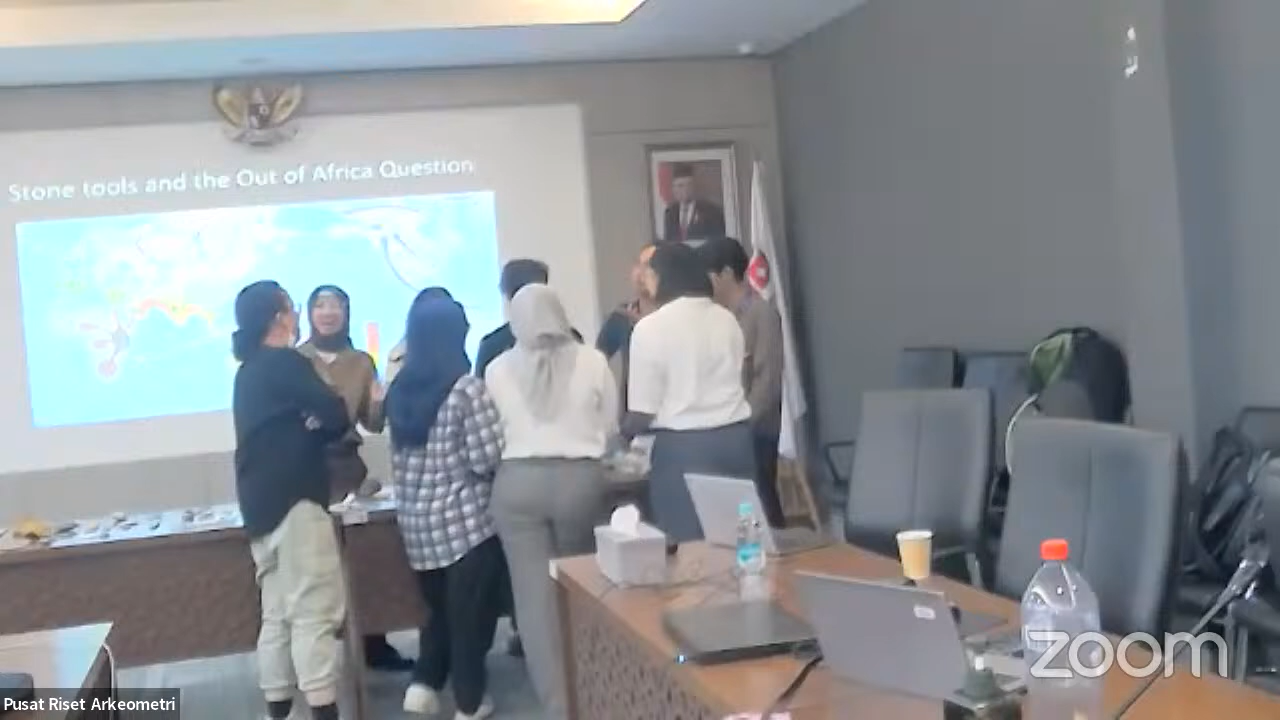 Stone tools and the Out of Africa Question
zoom
Pusat Riset Arkeometri